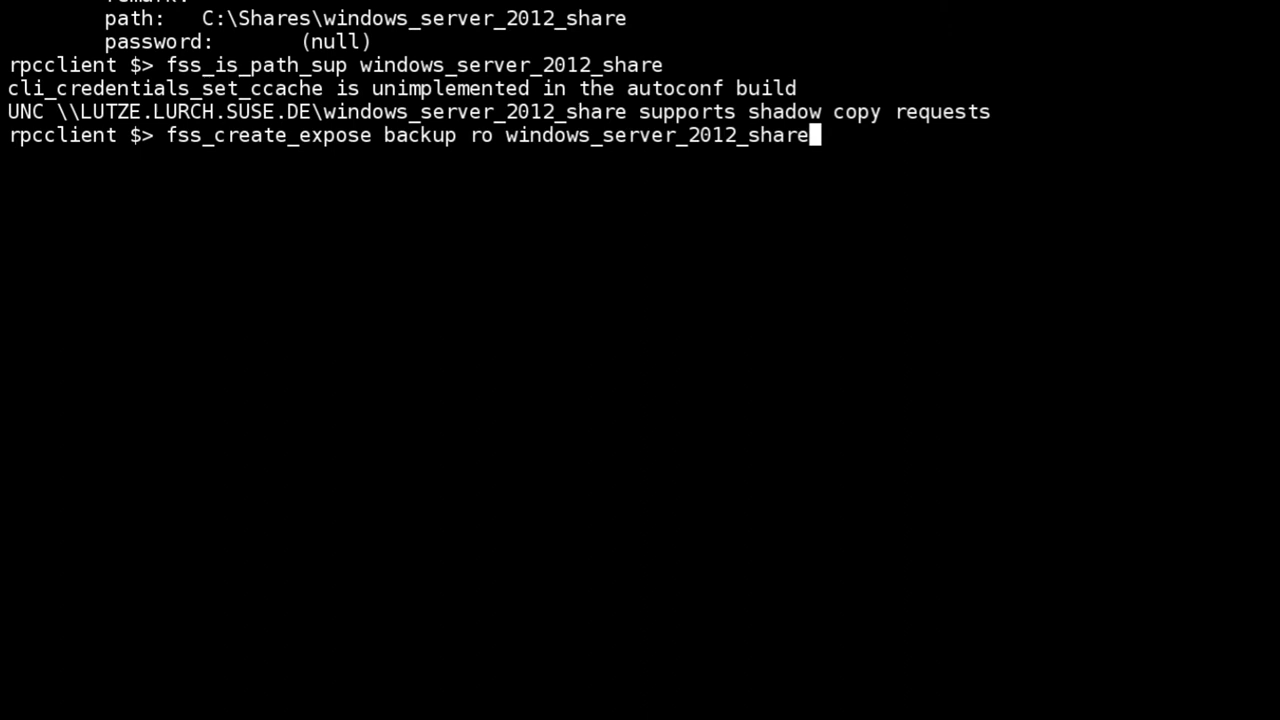 path: C:\Shares\windows_server_2012_share
password: (null)
rpcclient $> fss_is_path_sup windows_server_2012_share
cli_credentials_set_ccache is unimplemented in the autoconf build
UNC \\LUTZE.LURCH.SUSE.DE\windows_server_2012_share supports shadow copy requests
rpcclient $> fss_create_expose backup ro windows_server_2012_share